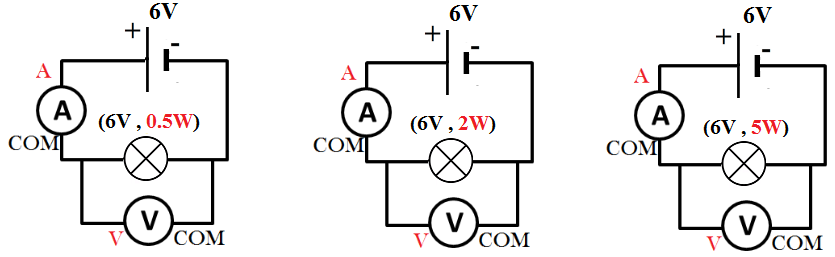 6V
+ -
A
A
COM
(6V , 0.5W)
V
V
COM
6V
+ -
A
A
COM
(6V , 2W)
V
V
COM
6V
+ -
A
A
COM
(6V , 5W)
V
V
COM